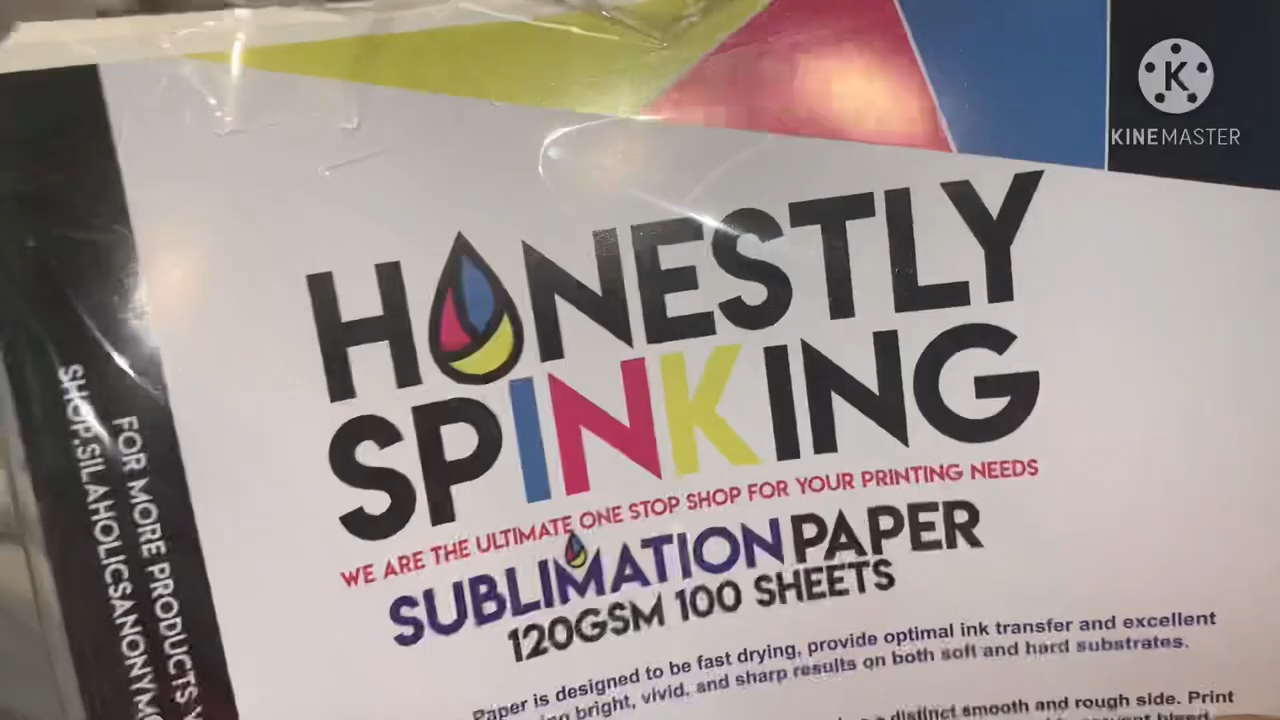 K
KINEMASTER
HONESTLY
SPINKING
WE ARE THE ULTIMATE ONE STOP SHOP FOR YOUR PRINTING NEEDS
SUBLIMATION PAPER
120GSM 100 SHEETS
Paper is designed to be fast drying, provide optimal ink transfer and excellent
bright, vivid, and sharp results on both soft and hard substrates.
distinct smooth and rough side. Print
FOR MORE PRODUCTS
SHOP.SILAHOLICSANONYM